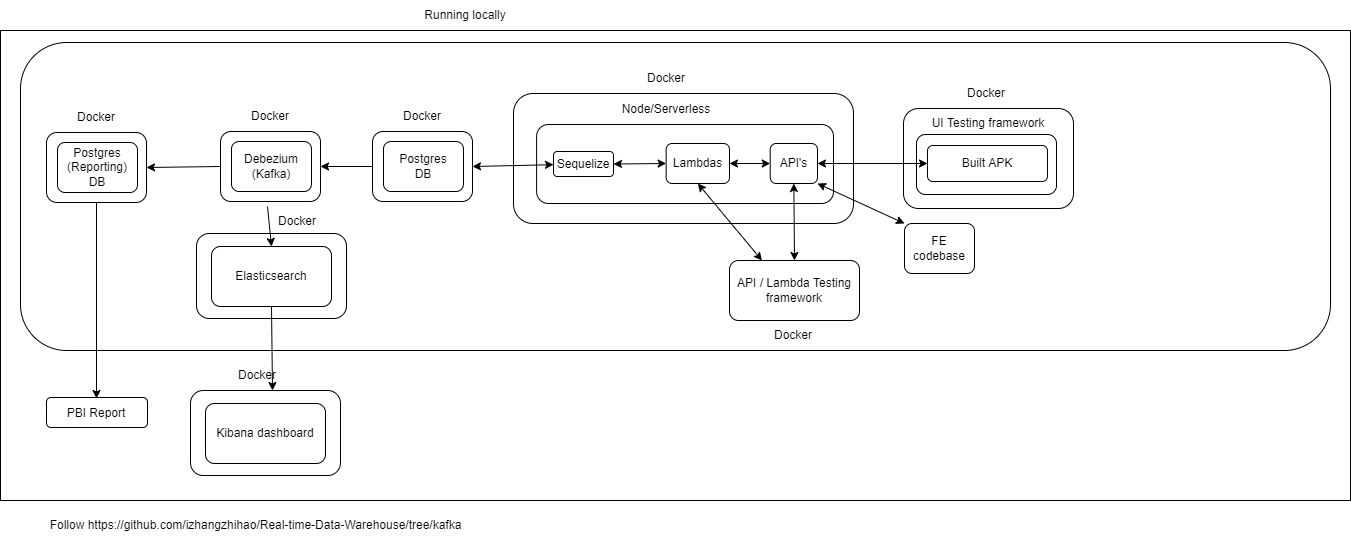 Running locally
Docker
Docker
Docker
Docker
Docker
Node/Serverless
UI Testing framework
Postgres
(Reporting)
DB
Debezium
(Kafka)
Postgres
DB
Sequelize
Lambdas
API's
Built APK
Docker
Elasticsearch
FE
codebase
API / Lambda Testing
framework
Docker
Docker
PBI Report
Kibana dashboard
Follow https://github.com/izhangzhihao/Real-time-Data-Warehouse/tree/kafka